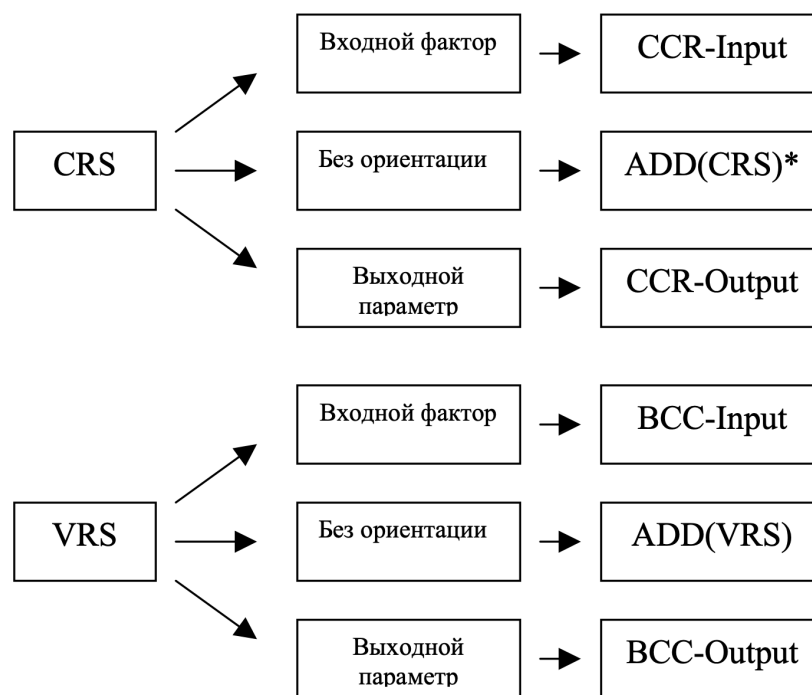 Входной фактор
CCR-Input
CRS
Без ориентации
ADD(CRS)*
Выходной
параметр
CCR-Output
Входной фактор
BCC-Input
VRS
Без ориентации
ADD(VRS)
Выходной
параметр
BCC-Output